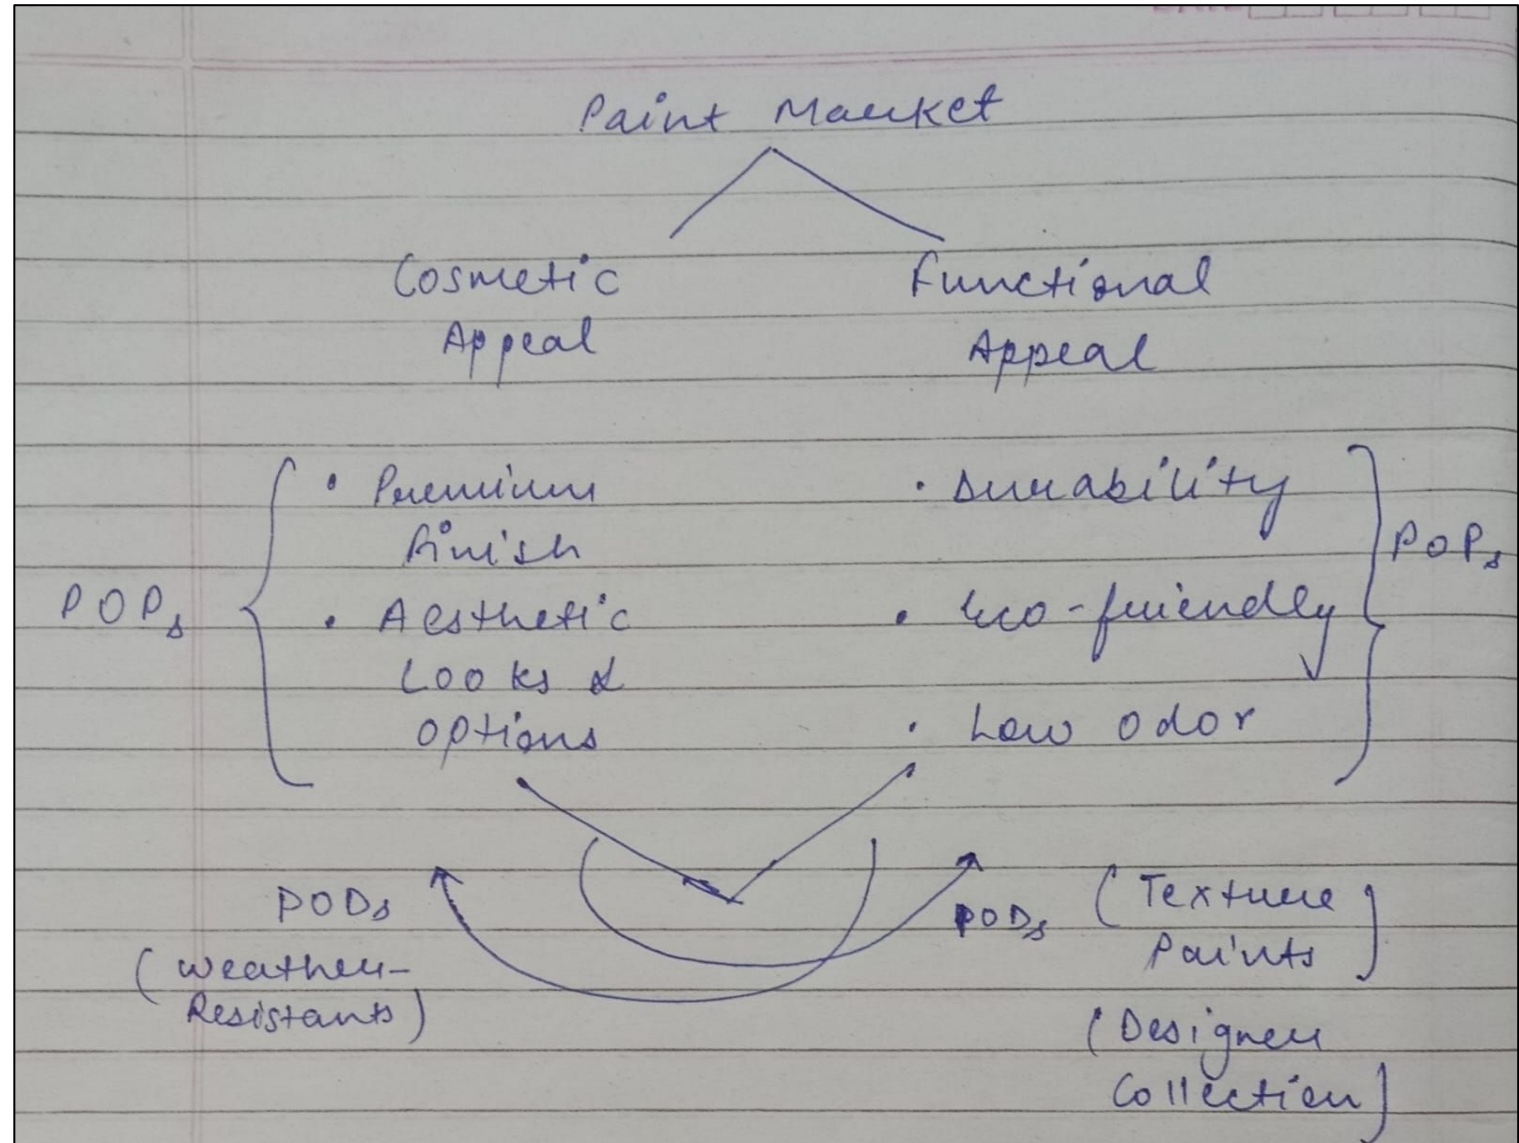 Paint Market
Cosmetic
Appeal
Functional
Appeal
POPs
• Premium
finish
• Aesthetic
Looks &
options
• Durability
• Eco-friendly
• Low odor
POPs
PODs
(Weather-
Resistants)
PODs
(Texture
Paints)
(Designer
Collection)